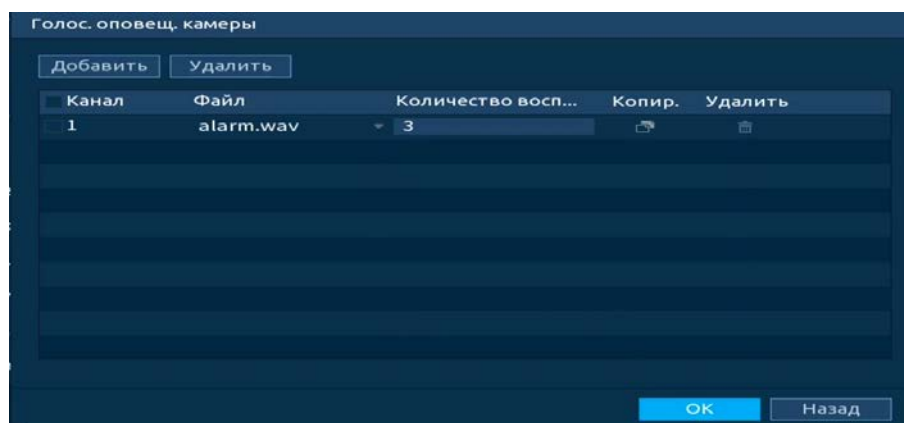 Голос. оповещ. камеры
Добавить Удалить
Канал Файл Количество восп... Копир. Удалить
1 alarm.wav 3
OK Назад